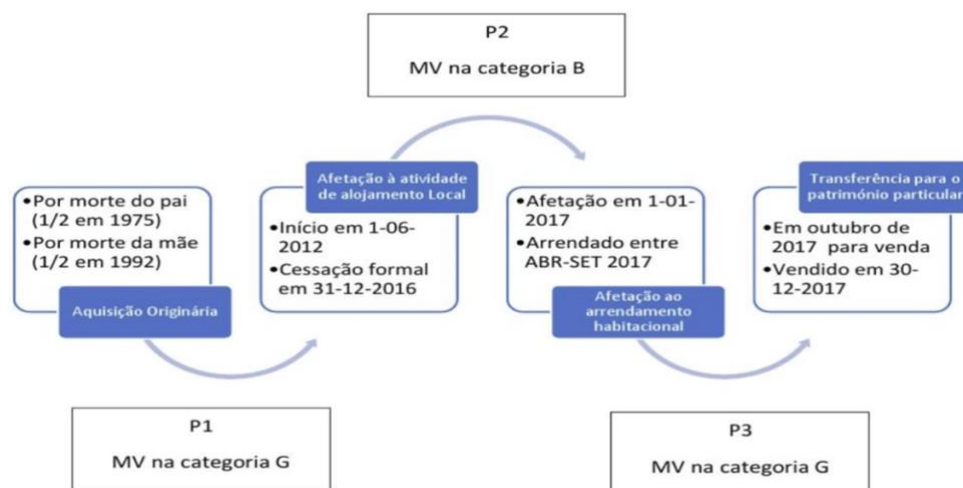 P2
MV na categoria B
Por morte do pai
(1/2 em 1975)
Por morte da mãe
(1/2 em 1992)
Aquisição Originária
Afetação à atividade
de alojamento Local
Início em 1-06-
2012
Cessação formal
em 31-12-2016
Afetação em 1-01-
2017
Arrendado entre
ABR-SET 2017
Afetação ao
arrendamento
habitacional
Transferência para o
património particular
Em outubro de
2017 para venda
Vendido em 30-
12-2017
P1
MV na categoria G
P3
MV na categoria G